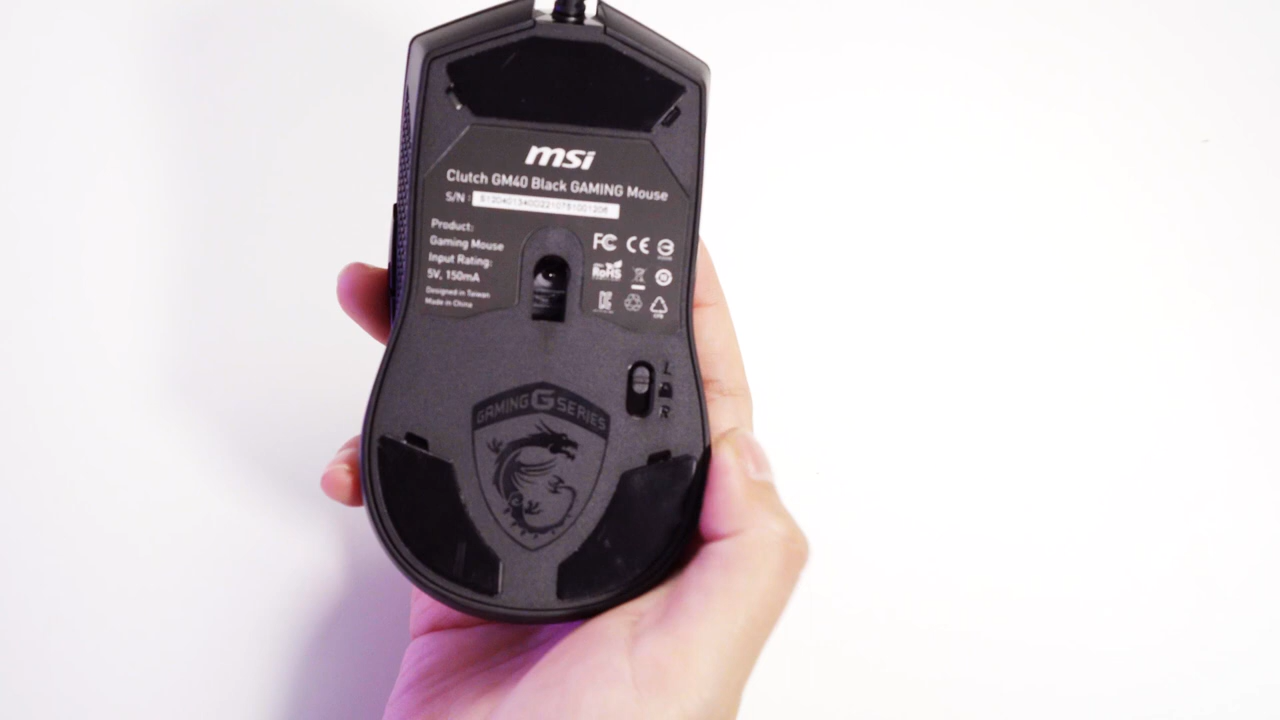 msi
Clutch GM40 Black GAMING Mouse
S/N :
Product:
Gaming Mouse
Input Rating:
5V, 150mA
Designed in Taiwan
Made in China
FC CE
RoHS
L
R
GAMING G SERIES